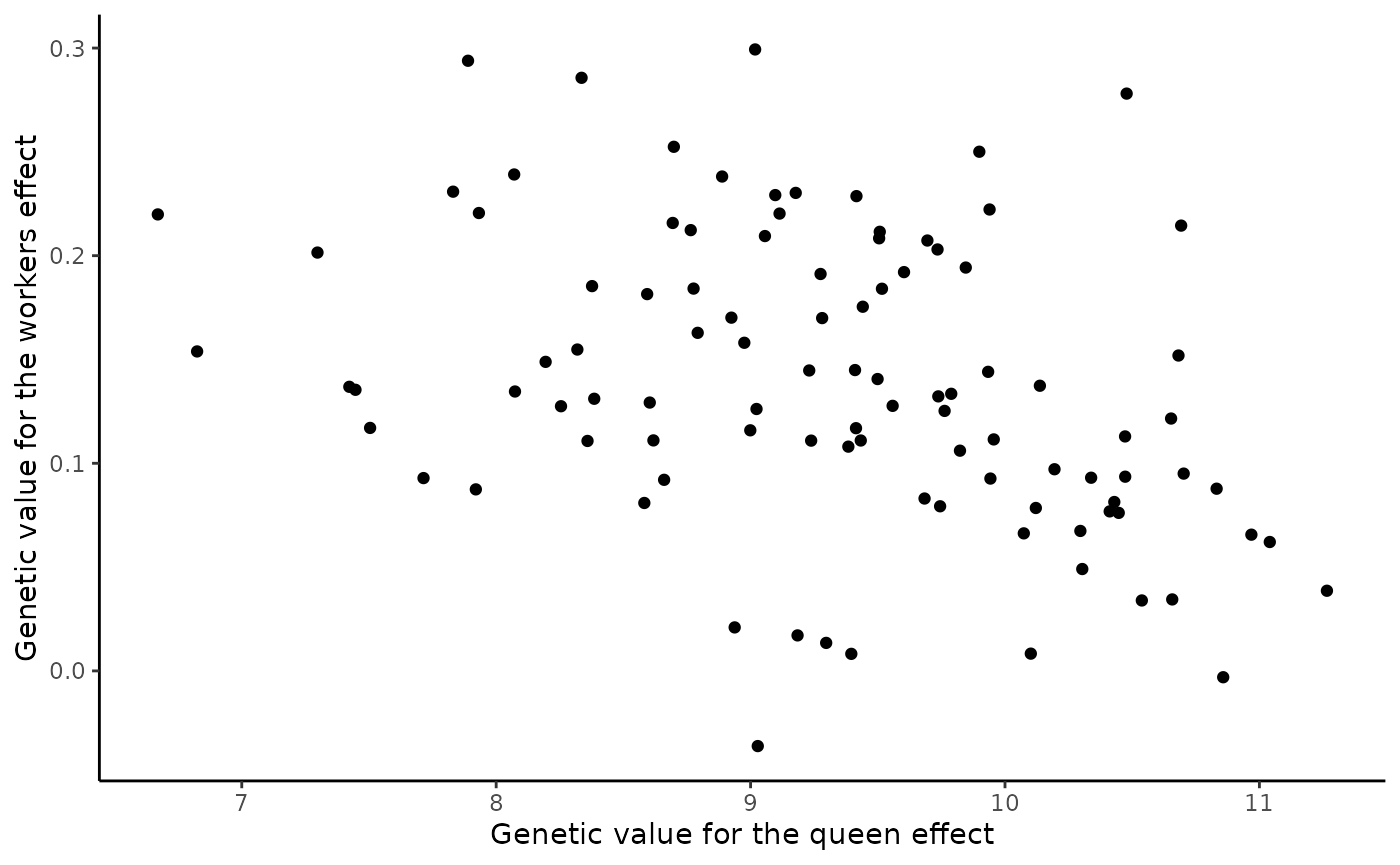 Genetic value for the workers effect
0.3
0.2
0.1
0.0
7 8 9 10 11
Genetic value for the queen effect